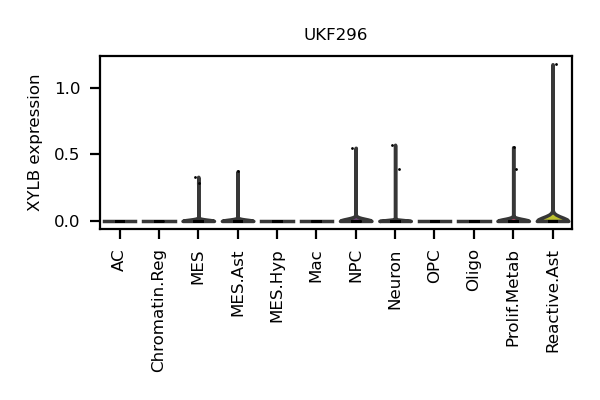 UKF296
XYLB expression
1.0
0.5
0.0
AC
Chromatin.Reg
MES
MES.Ast
MES.Hyp
Mac
NPC
Neuron
OPC
Oligo
Prolif.Metab
Reactive.Ast